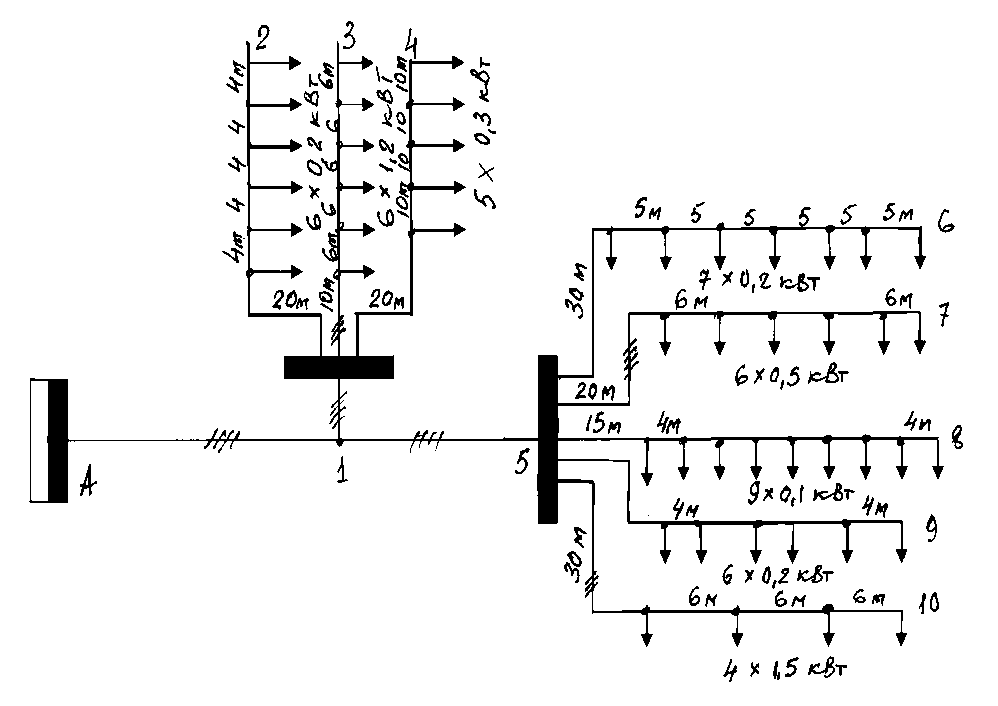 2
3
4
4м
4
4
4
4м
6 х 0,2 кВт
20м
6м
6
6
6
6м
10м
6 х 1,2 кВт
20м
10м
10
10
10м
5 х 0,3 кВт
А
1
5
30 м
5м 5 5 5 5 5м 6
7 х 0,2 кВт
20м
6м 6м 7
6 х 0,5 кВт
15м 4м 4м 8
9 х 0,1 кВт
4м 4м 9
6 х 0,2 кВт
30 м
6м 6м 6м 10
4 х 1,5 кВт